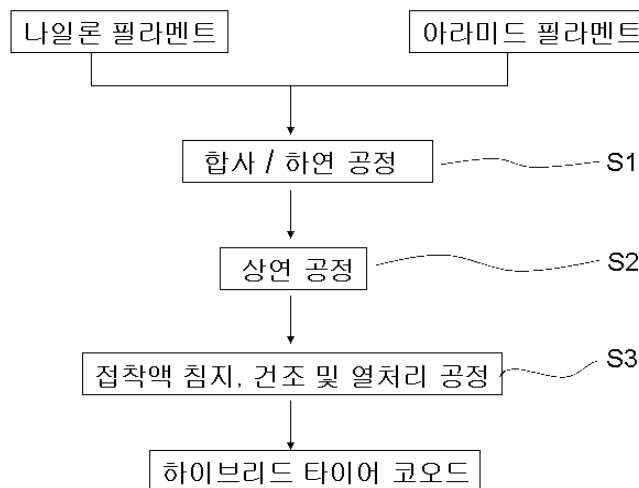 나일론 필라멘트
아라미드 필라멘트
합사 / 하연 공정
S1
상연 공정
S2
접착액 침지, 건조 및 열처리 공정
S3
하이브리드 타이어 코오드